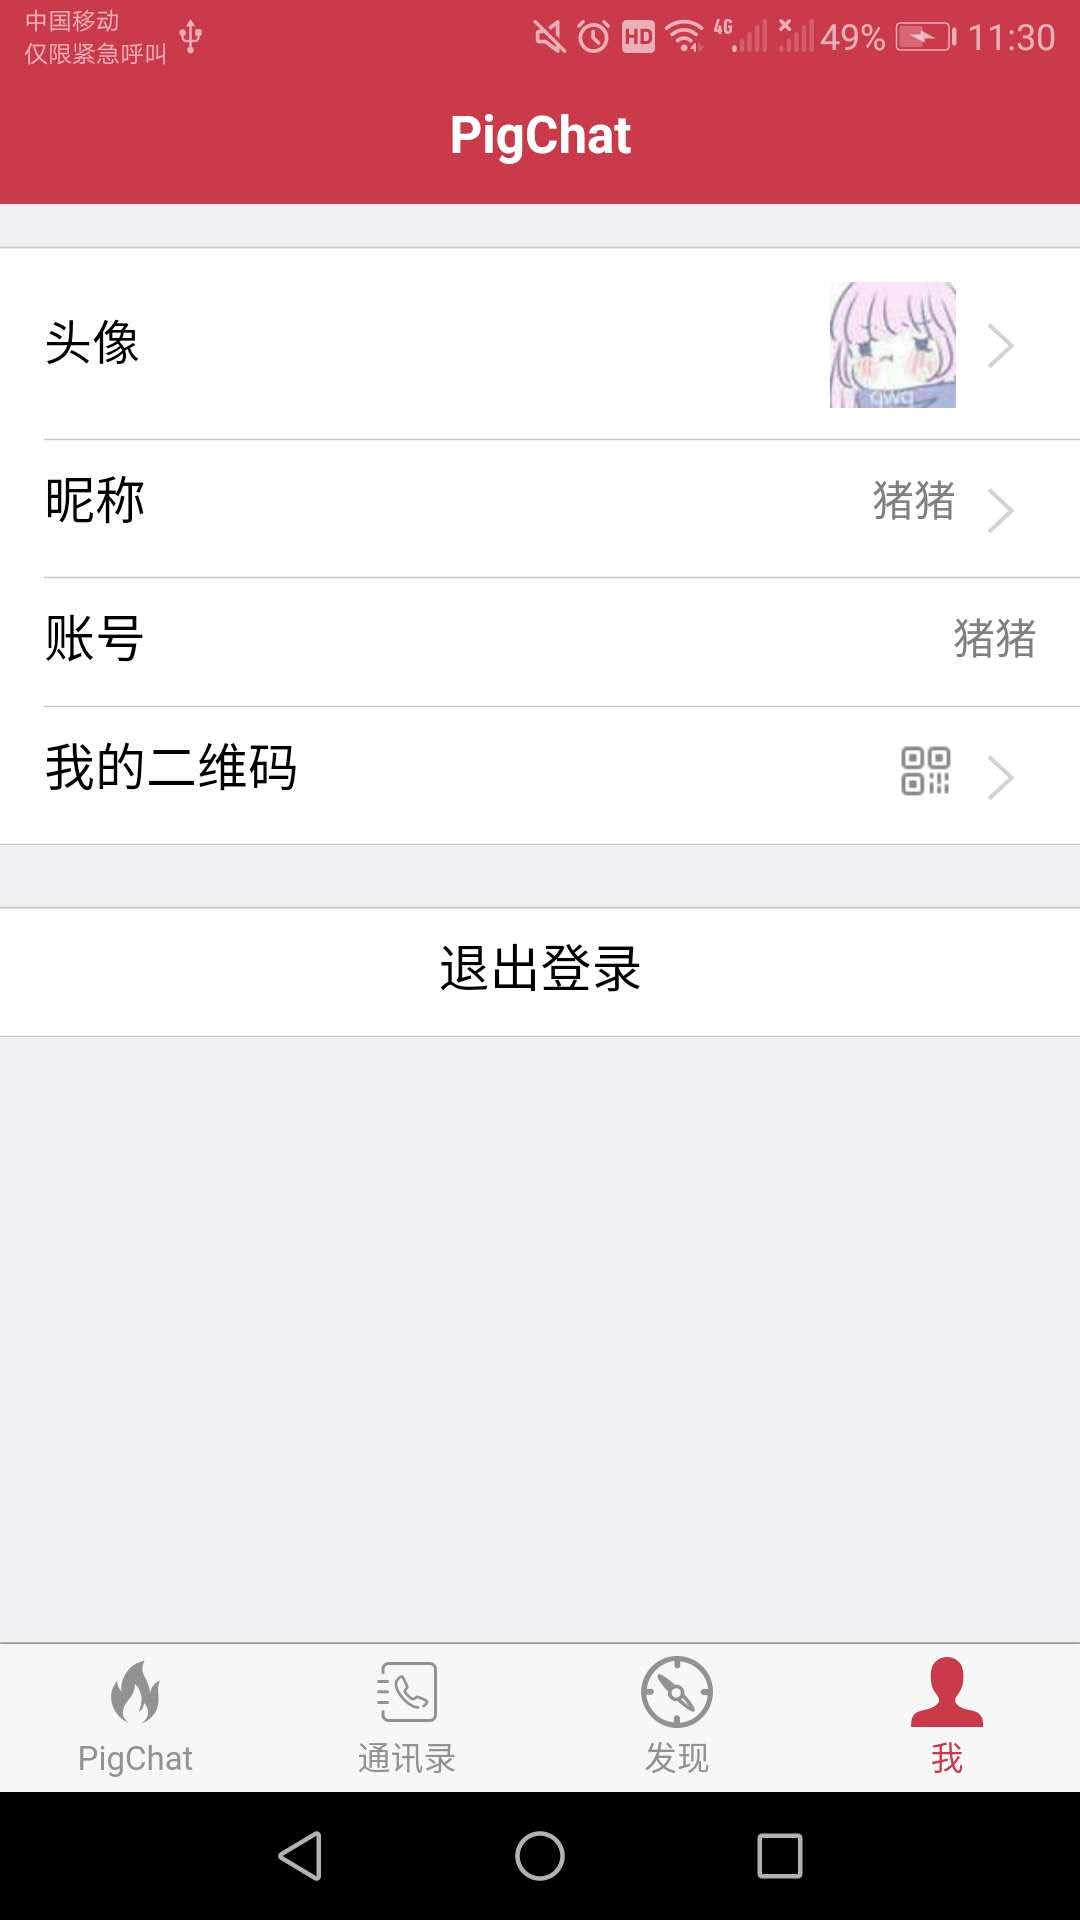 中国移动
仅限紧急呼叫
HD 4G 49% 11:30
PigChat
头像
qwq
昵称 猪猪
账号 猪猪
我的二维码
退出登录
PigChat 通讯录 发现 我